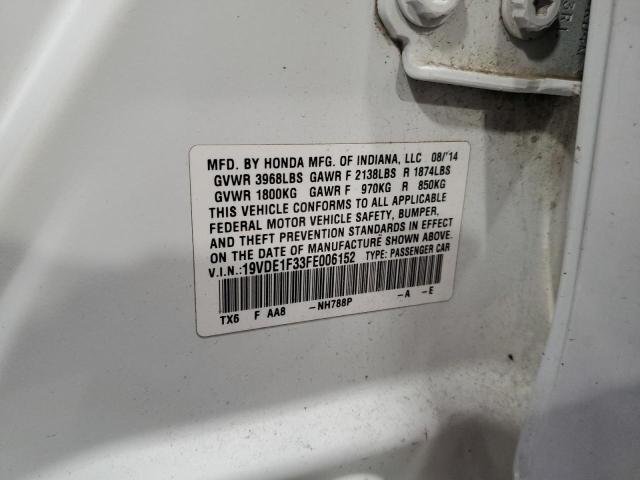 MFD. BY HONDA MFG. OF INDIANA, LLC 08/'14
GVWR 3968LBS GAWR F 2138LBS R 1874LBS
GVWR 1800KG GAWR F 970KG R 850KG
THIS VEHICLE CONFORMS TO ALL APPLICABLE
FEDERAL MOTOR VEHICLE SAFETY, BUMPER,
AND THEFT PREVENTION STANDARDS IN EFFECT
ON THE DATE OF MANUFACTURE SHOWN ABOVE.
V.I.N.:19VDE1F33FE006152 TYPE: PASSENGER CAR
TX6 F AA8 -NH788P -A -E